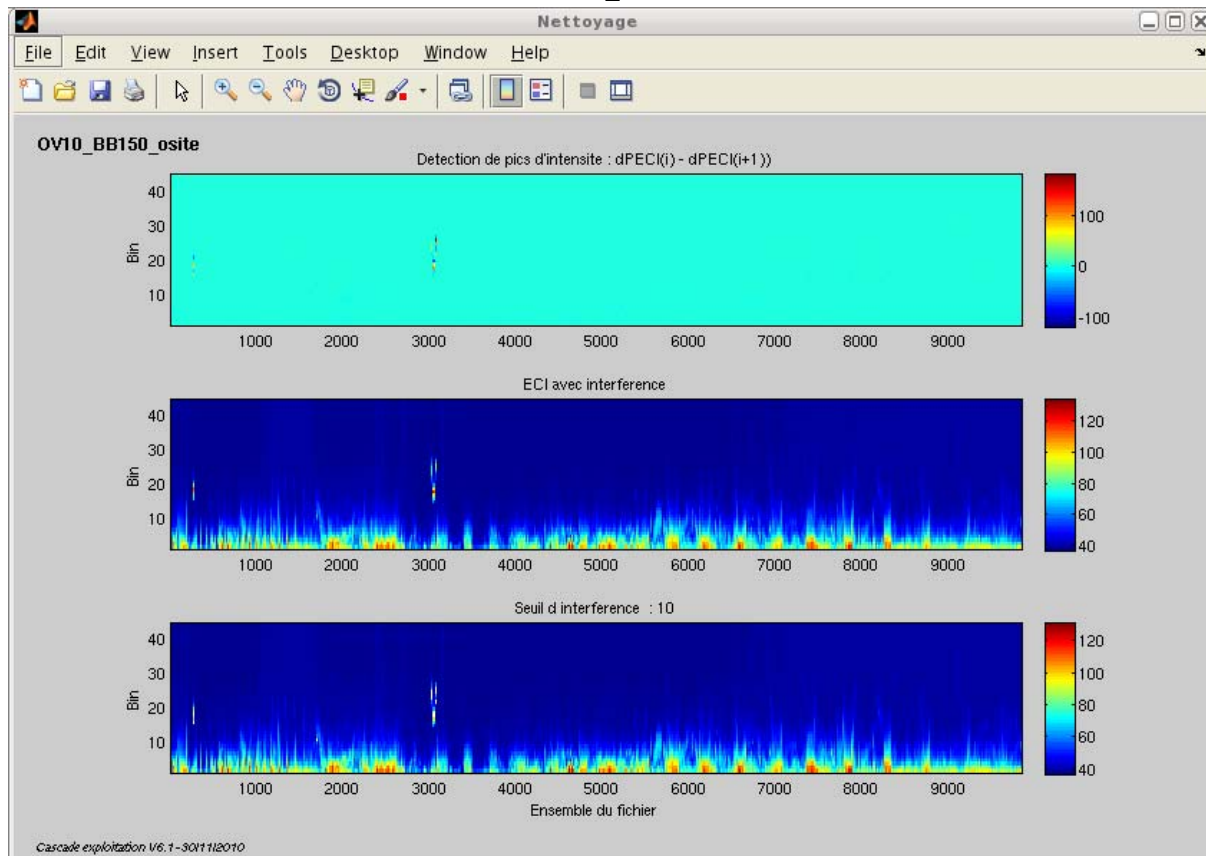 Nettoyage
File Edit View Insert Tools Desktop Window Help
OV10_BB150_osite
Detection de pics d'intensite : dPECI(i) - dPECI(i+1))
40
30
20
10
Bin
1000 2000 3000 4000 5000 6000 7000 8000 9000
100
0
-100
ECI avec interference
40
30
20
10
Bin
1000 2000 3000 4000 5000 6000 7000 8000 9000
120
100
80
60
40
Seuil d interference : 10
40
30
20
10
Bin
1000 2000 3000 4000 5000 6000 7000 8000 9000
120
100
80
60
40
Ensemble du fichier
Cascade exploitation V6.1-30/11/2010